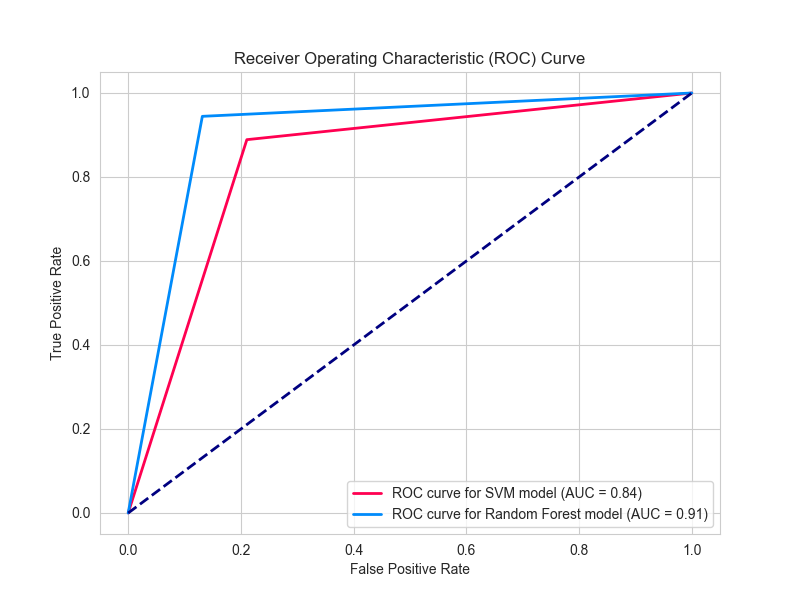 Receiver Operating Characteristic (ROC) Curve
True Positive Rate
1.0
0.8
0.6
0.4
0.2
0.0
ROC curve for SVM model (AUC = 0.84)
ROC curve for Random Forest model (AUC = 0.91)
0.0 0.2 0.4 0.6 0.8 1.0
False Positive Rate